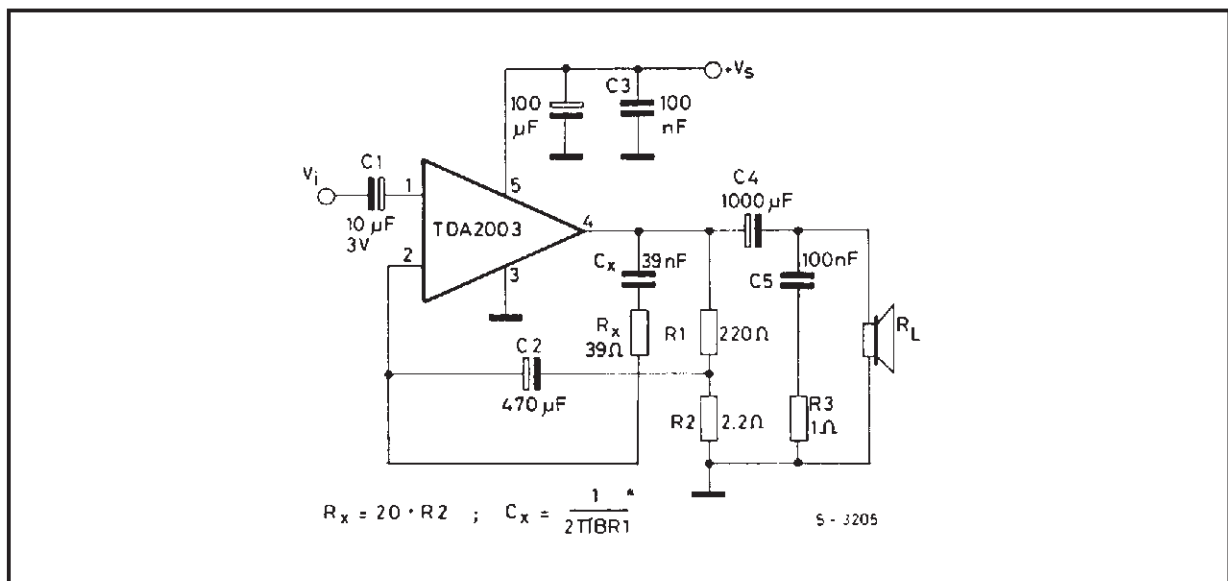 +Vs
C3
100 µF
100 nF
Vi
C1
10 µF
3V
1
2
5
TDA2003
4
3
C4
1000 µF
Cx
39nF
100nF
C5
Rx
39Ω
R1
220Ω
RL
C2
470 µF
R2
2.2Ω
R3
1Ω
Rx = 20 · R2 ; Cx = 1 / 2πBR1 *
S - 3205